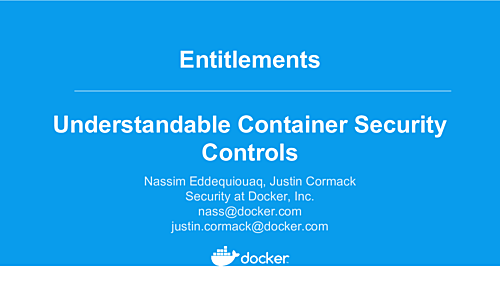 Entitlements
Understandable Container Security
Controls
Nassim Eddequiouaq, Justin Cormack
Security at Docker, Inc.
nass@docker.com
justin.cormack@docker.com
docker